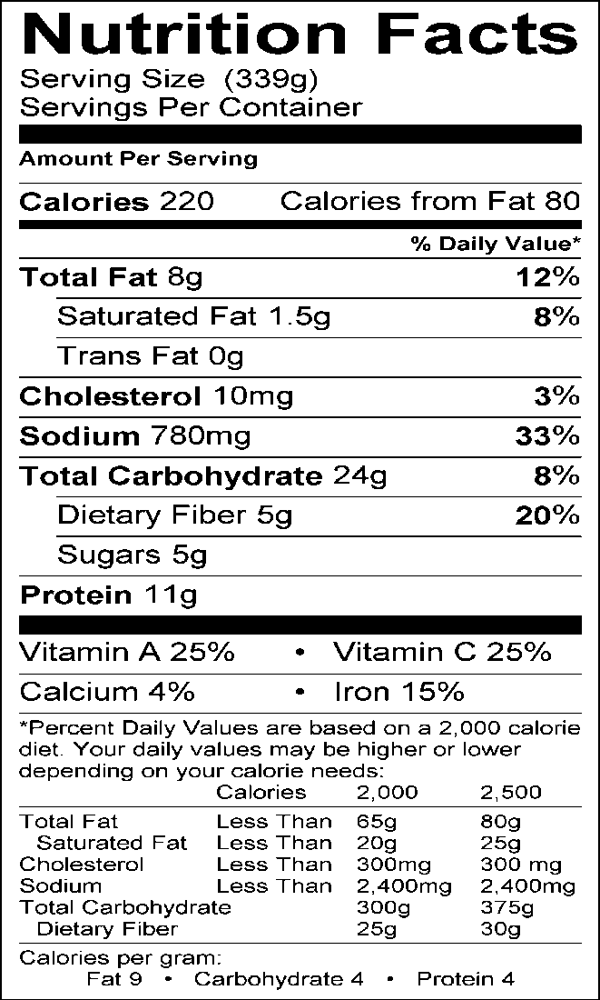 Nutrition Facts
Serving Size (339g)
Servings Per Container
Amount Per Serving
Calories 220 Calories from Fat 80
% Daily Value*
Total Fat 8g 12%
Saturated Fat 1.5g 8%
Trans Fat 0g
Cholesterol 10mg 3%
Sodium 780mg 33%
Total Carbohydrate 24g 8%
Dietary Fiber 5g 20%
Sugars 5g
Protein 11g
Vitamin A 25% • Vitamin C 25%
Calcium 4% • Iron 15%
*Percent Daily Values are based on a 2,000 calorie
diet. Your daily values may be higher or lower
depending on your calorie needs:
Calories 2,000 2,500
Total Fat Less Than 65g 80g
Saturated Fat Less Than 20g 25g
Cholesterol Less Than 300mg 300 mg
Sodium Less Than 2,400mg 2,400mg
Total Carbohydrate 300g 375g
Dietary Fiber 25g 30g
Calories per gram:
Fat 9 • Carbohydrate 4 • Protein 4